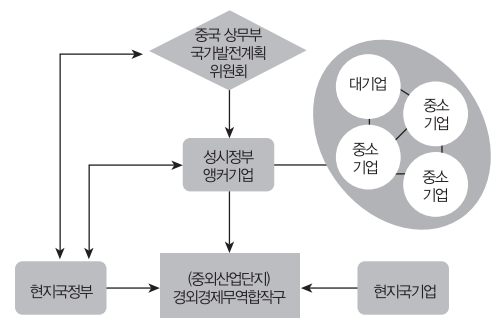 중국 상무부
국가발전계획
위원회
대기업
중소
기업
중소
기업
중소
기업
성시정부
앵커기업
현지국정부
(중외산업단지)
경외경제무역합작구
현지국기업